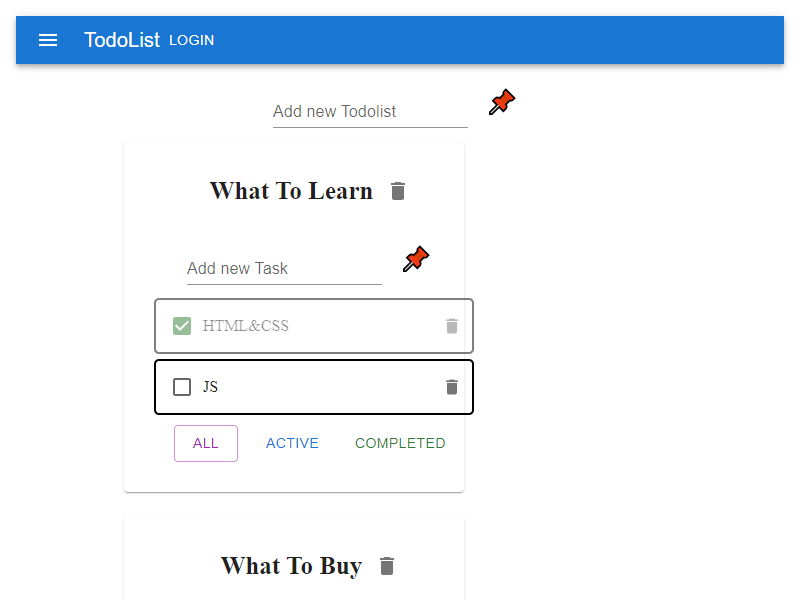 TodoList LOGIN
Add new Todolist
What To Learn
Add new Task
HTML&CSS
JS
ALL ACTIVE COMPLETED
What To Buy